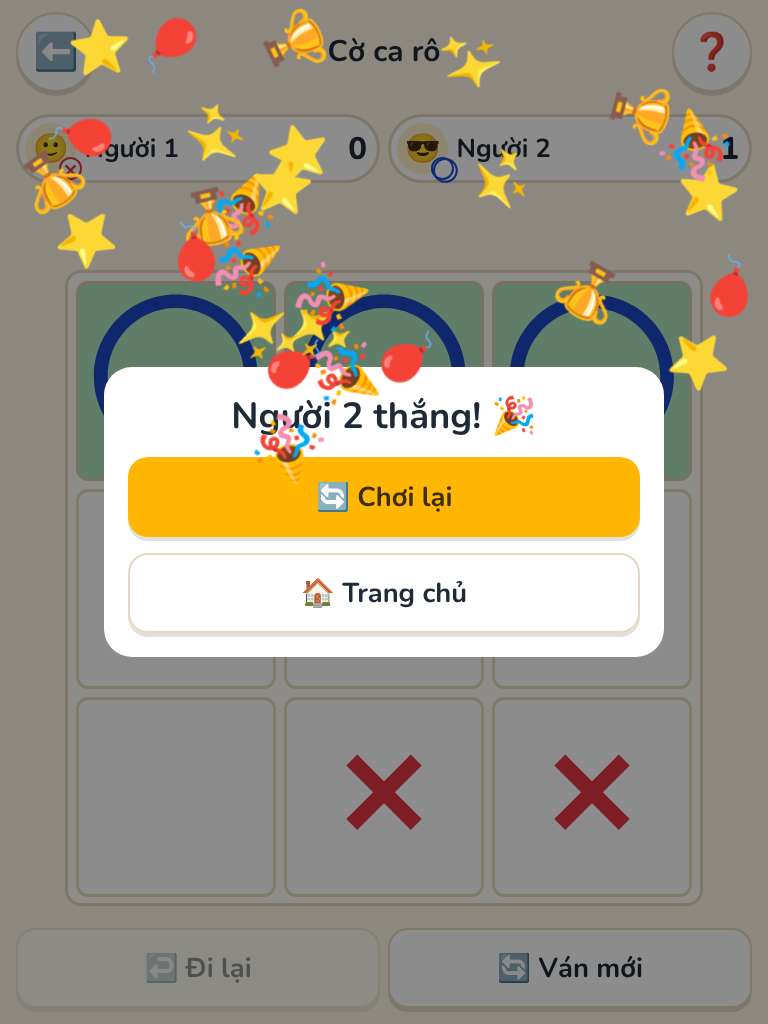 Cờ ca rô
Người 1
0
Người 2
1
Người 2 thắng!
Chơi lại
Trang chủ
Đi lại
Ván mới